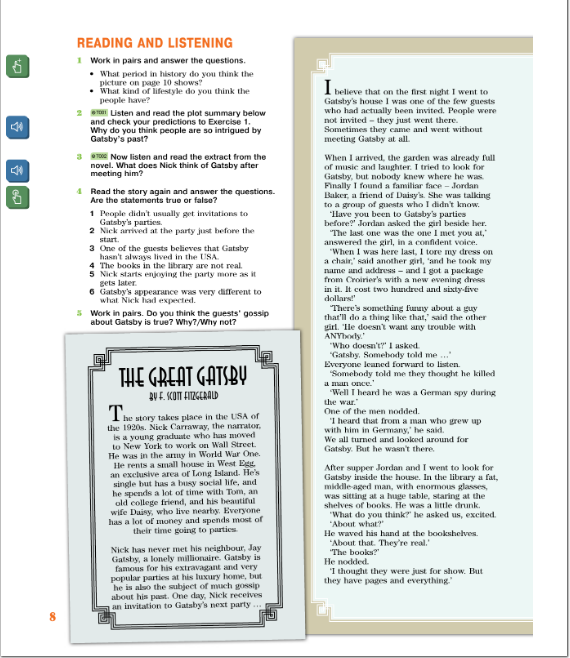 READING AND LISTENING
1 Work in pairs and answer the questions.
• What period in history do you think the
picture on page 10 shows?
• What kind of lifestyle do you think the
people have?
2 Listen and read the plot summary below
and check your predictions to Exercise 1.
Why do you think people are so intrigued by
Gatsby's past?
3 Now listen and read the extract from the
novel. What does Nick think of Gatsby after
meeting him?
4 Read the story again and answer the questions.
Are the statements true or false?
1 People didn't usually get invitations to
Gatsby's parties.
2 Nick arrived at the party just before the
start.
3 One of the guests believes that Gatsby
hasn't always lived in the USA.
4 The books in the library are not real.
5 Nick starts enjoying the party more as it
gets later.
6 Gatsby's appearance was very different to
what Nick had expected.
5 Work in pairs. Do you think the guests' gossip
about Gatsby is true? Why?/Why not?
THE GREAT GATSBY
BY F. SCOTT FITZGERALD
The story takes place in the USA of
the 1920s. Nick Carraway, the narrator,
is a young graduate who has moved
to New York to work on Wall Street.
He was in the army in World War One.
He rents a small house in West Egg,
an exclusive area of Long Island. He's
single but has a busy social life, and
he spends a lot of time with Tom, an
old college friend, and his beautiful
wife Daisy, who live nearby. Everyone
has a lot of money and spends most of
their time going to parties.
Nick has never met his neighbour, Jay
Gatsby, a lonely millionaire. Gatsby is
famous for his extravagant and very
popular parties at his luxury home, but
he is also the subject of much gossip
about his past. One day, Nick receives
an invitation to Gatsby's next party ...
8
I believe that on the first night I went to
Gatsby's house I was one of the few guests
who had actually been invited. People were
not invited – they just went there.
Sometimes they came and went without
meeting Gatsby at all.
When I arrived, the garden was already full
of music and laughter. I tried to look for
Gatsby, but nobody knew where he was.
Finally I found a familiar face – Jordan
Baker, a friend of Daisy's. She was talking
to a group of guests who I didn't know.
'Have you been to Gatsby's parties
before?' Jordan asked the girl beside her.
'The last one was the one I met you at,'
answered the girl, in a confident voice.
'When I was here last, I tore my dress on
a chair,' said another girl, 'and he took my
name and address – and I got a package
from Croirier's with a new evening dress
in it. It cost two hundred and sixty-five
dollars!'
'There's something funny about a guy
that'll do a thing like that,' said the other
girl. 'He doesn't want any trouble with
ANYbody.'
'Who doesn't?' I asked.
'Gatsby. Somebody told me ...'
Everyone leaned forward to listen.
'Somebody told me they thought he killed
a man once.'
'Well I heard he was a German spy during
the war.'
One of the men nodded.
'I heard that from a man who grew up
with him in Germany,' he said.
We all turned and looked around for
Gatsby. But he wasn't there.
After supper Jordan and I went to look for
Gatsby inside the house. In the library a fat,
middle-aged man, with enormous glasses,
was sitting at a huge table, staring at the
shelves of books. He was a little drunk.
'What do you think?' he asked us, excited.
'About what?'
He waved his hand at the bookshelves.
'About that. They're real.'
'The books?'
He nodded.
'I thought they were just for show. But
they have pages and everything.'